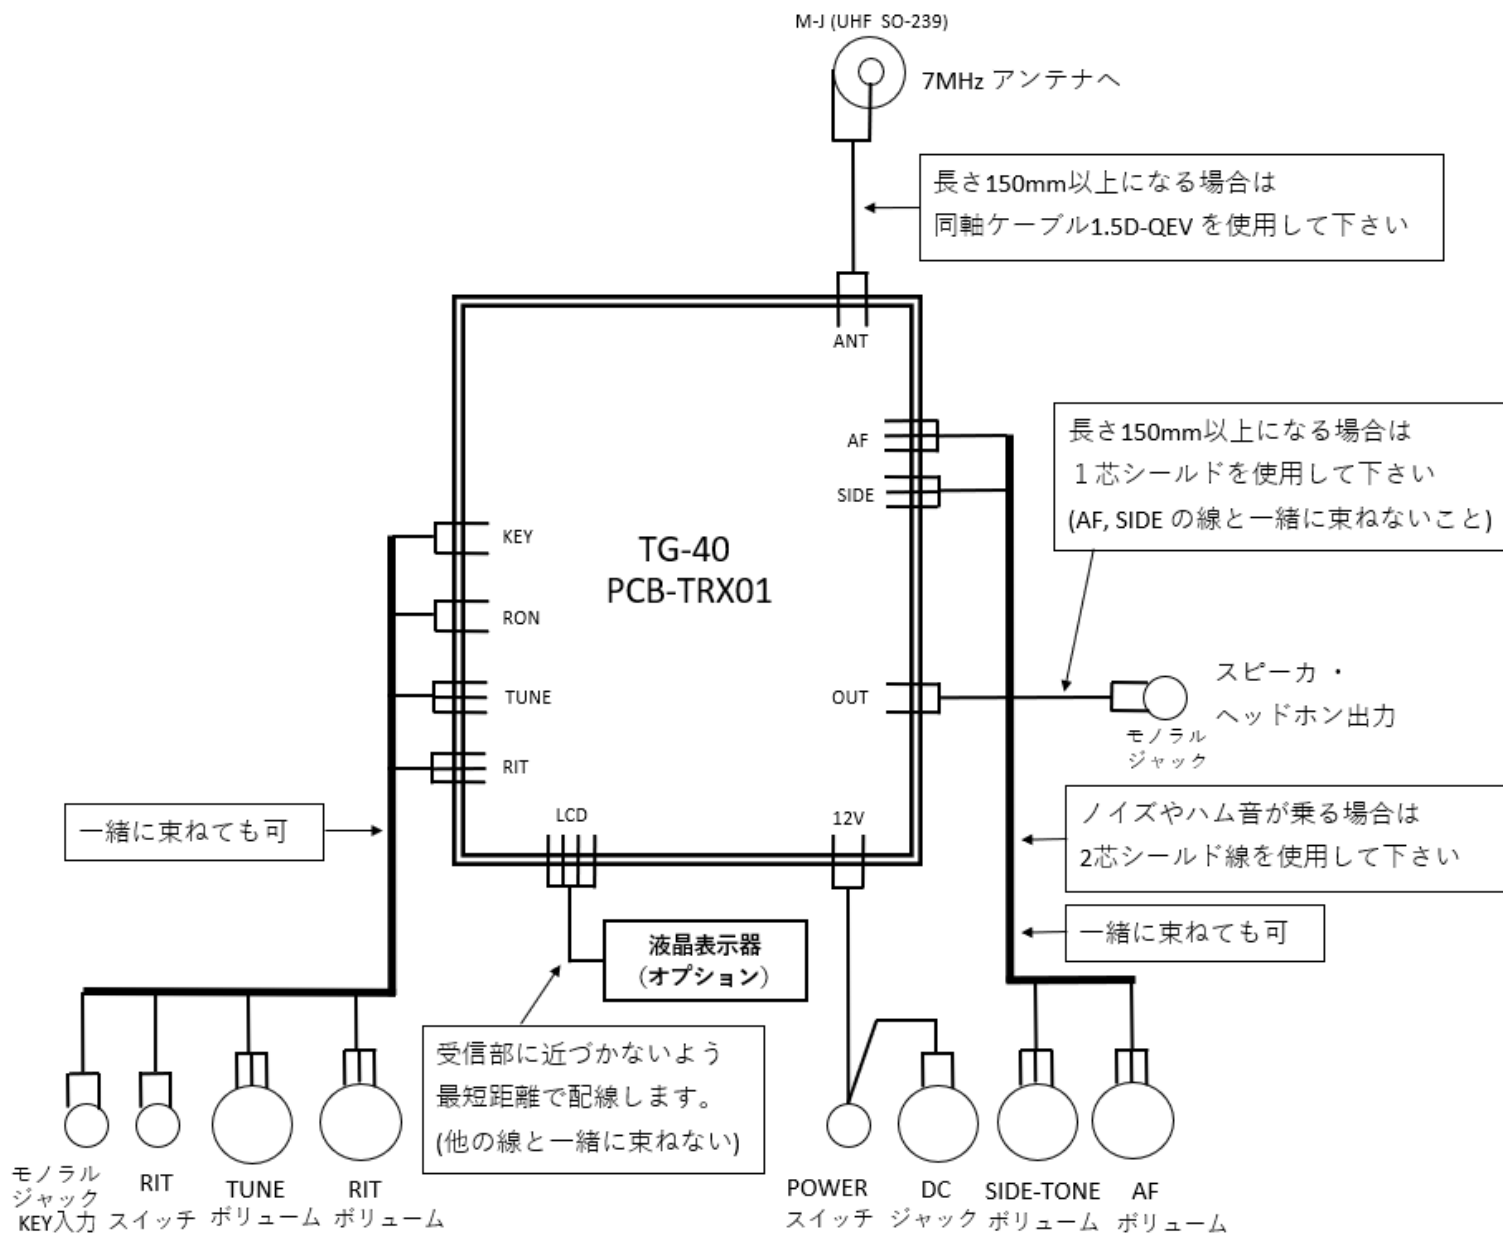 M-J (UHF SO-239)
7MHz アンテナへ
長さ150mm以上になる場合は
同軸ケーブル1.5D-QEV を使用して下さい
ANT
AF
SIDE
長さ150mm以上になる場合は
1 芯シールドを使用して下さい
(AF, SIDE の線と一緒に束ねないこと)
KEY
RON
TUNE
RIT
TG-40
PCB-TRX01
OUT
スピーカ・
ヘッドホン出力
モノラル
ジャック
LCD
12V
一緒に束ねても可
ノイズやハム音が乗る場合は
2芯シールド線を使用して下さい
一緒に束ねても可
液晶表示器
(オプション)
受信部に近づかないよう
最短距離で配線します。
(他の線と一緒に束ねない)
モノラル
ジャック
KEY入力
RIT
スイッチ
TUNE
ボリューム
RIT
ボリューム
POWER
スイッチ
DC
ジャック
SIDE-TONE
ボリューム
AF
ボリューム